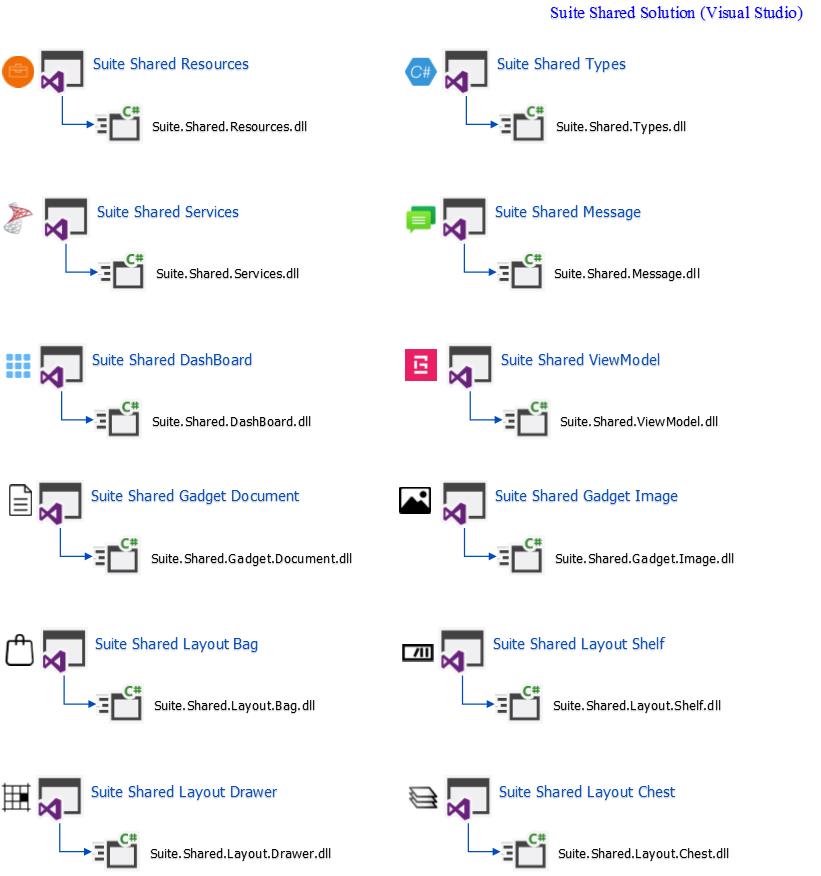 Suite Shared Solution (Visual Studio)
Suite Shared Resources
C#
Suite.Shared.Resources.dll
C#
Suite Shared Types
C#
Suite.Shared.Types.dll
Suite Shared Services
C#
Suite.Shared.Services.dll
Suite Shared Message
C#
Suite.Shared.Message.dll
Suite Shared DashBoard
C#
Suite.Shared.DashBoard.dll
Suite Shared ViewModel
C#
Suite.Shared.ViewModel.dll
Suite Shared Gadget Document
C#
Suite.Shared.Gadget.Document.dll
Suite Shared Gadget Image
C#
Suite.Shared.Gadget.Image.dll
Suite Shared Layout Bag
C#
Suite.Shared.Layout.Bag.dll
Suite Shared Layout Shelf
C#
Suite.Shared.Layout.Shelf.dll
Suite Shared Layout Drawer
C#
Suite.Shared.Layout.Drawer.dll
Suite Shared Layout Chest
C#
Suite.Shared.Layout.Chest.dll